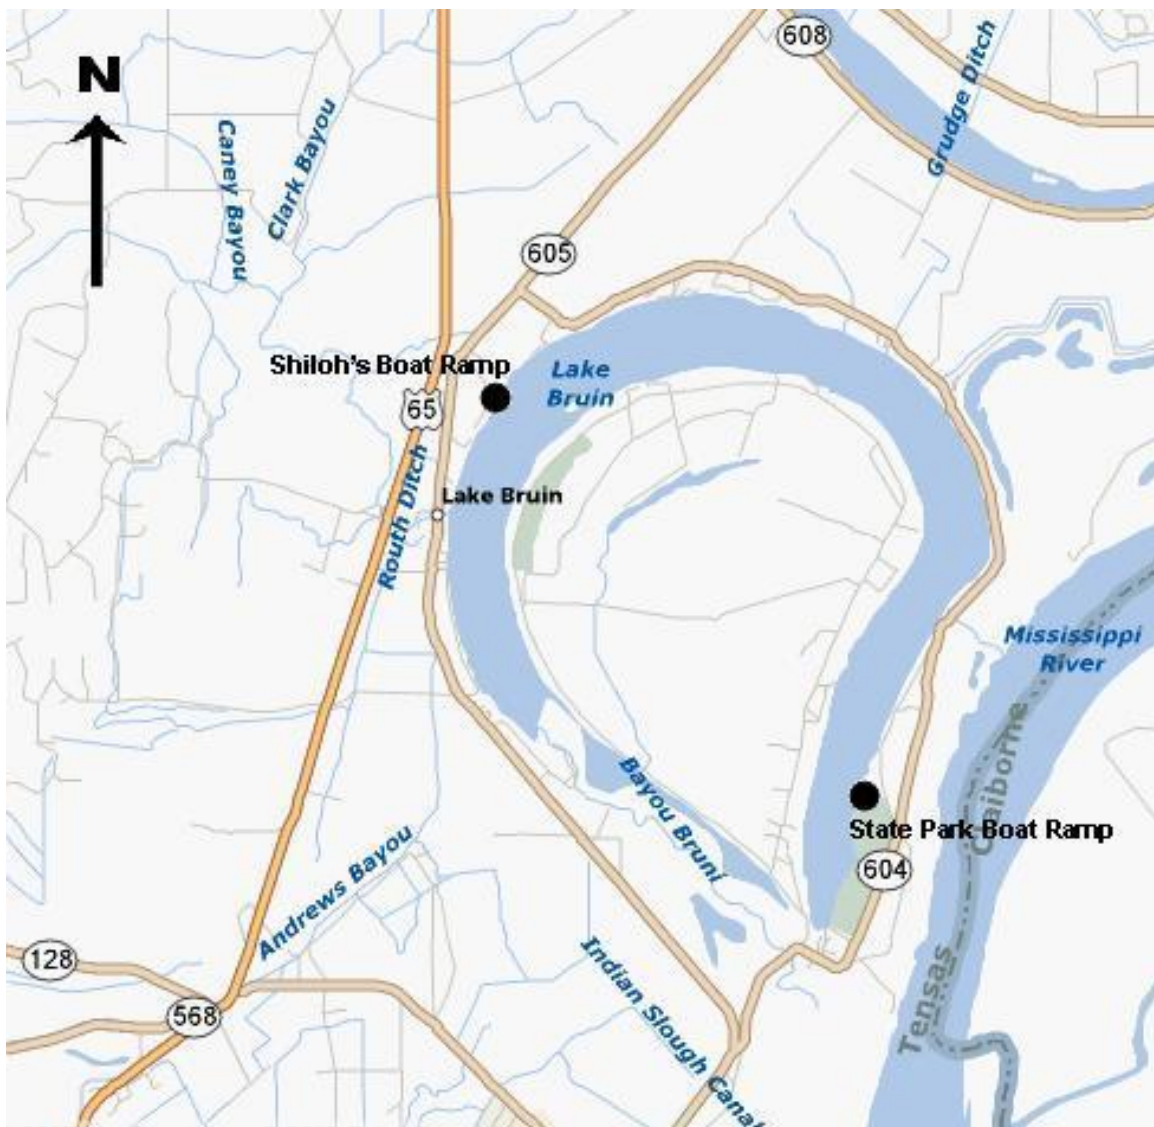 608
N
Grudge Ditch
Caney Bayou
Clark Bayou
605
Shiloh's Boat Ramp
Lake
Bruin
65
Routh Ditch
Lake Bruin
Mississippi
River
Caiborne
Bayou Bruni
State Park Boat Ramp
604
Andrews Bayou
128
Indian Slough Canal
Tensas
568